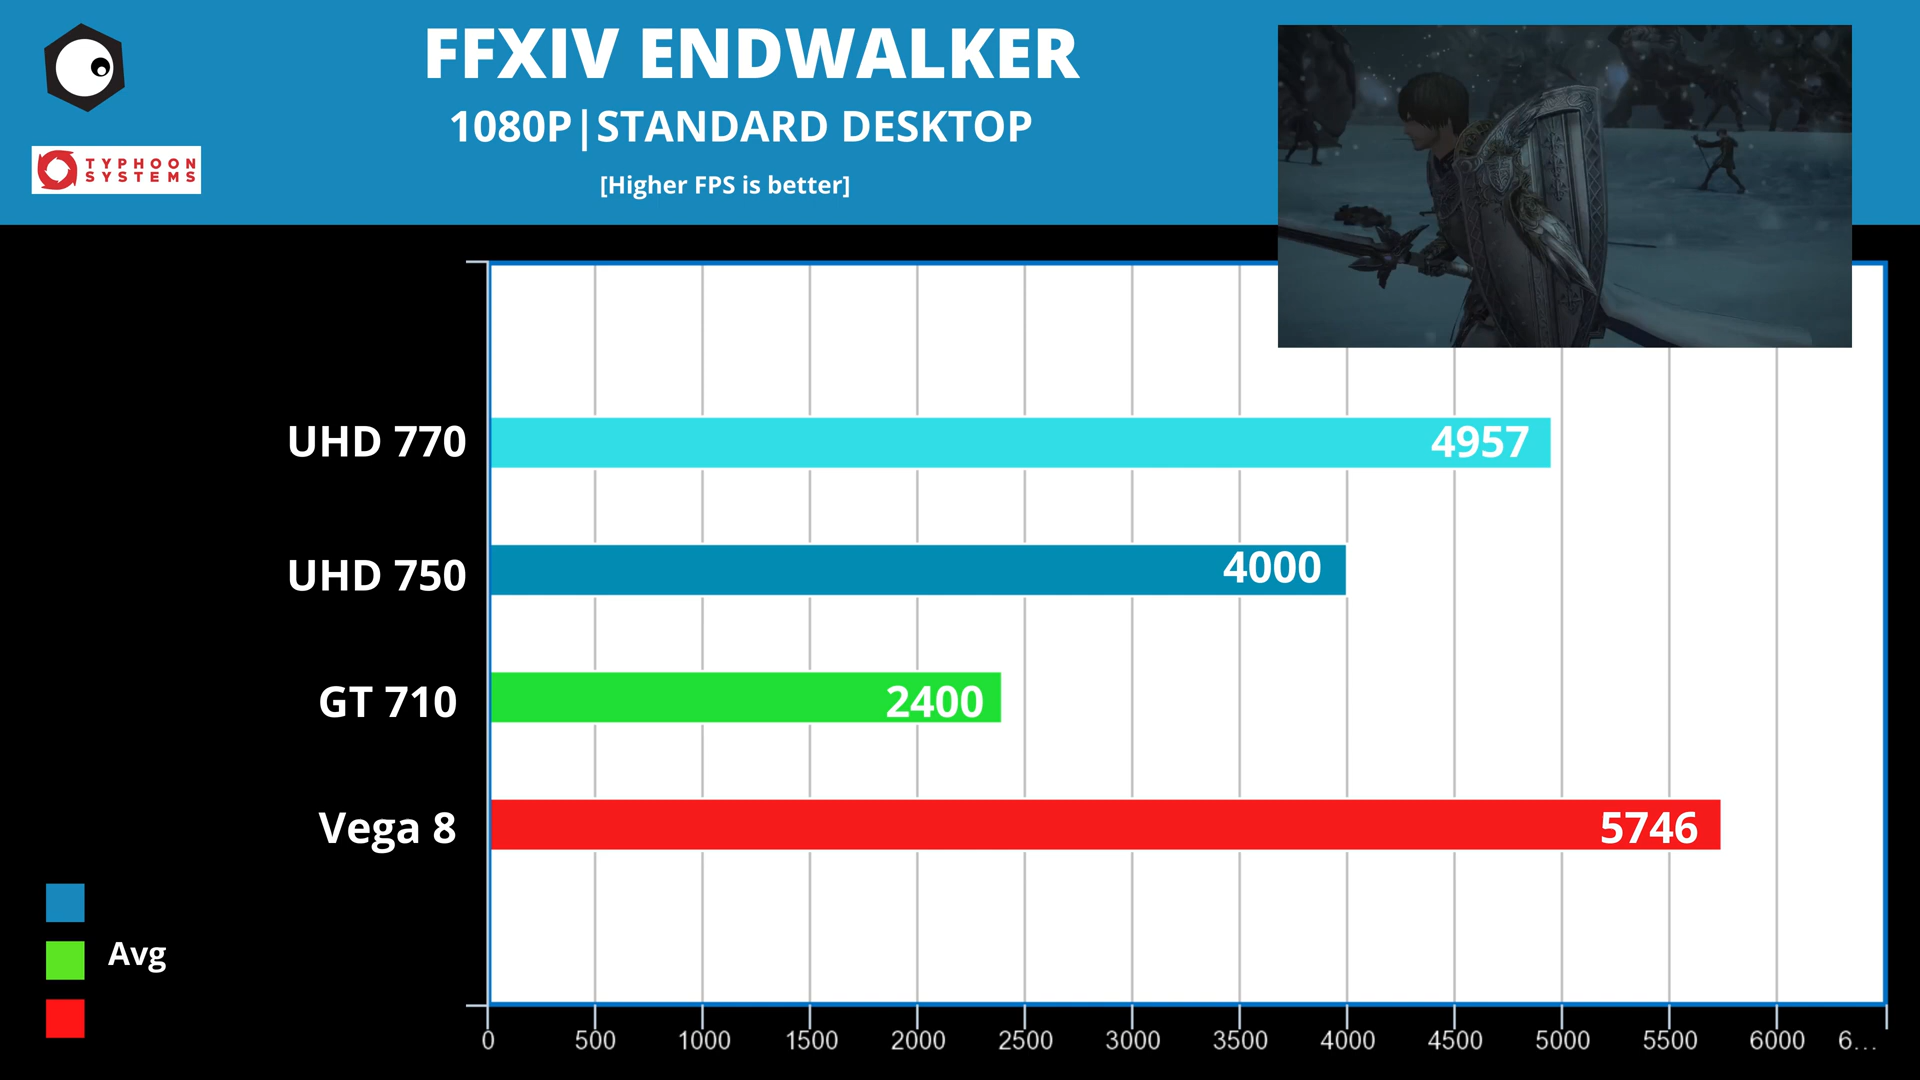 FFXIV ENDWALKER
1080P|STANDARD DESKTOP
[Higher FPS is better]
TYPHOON
SYSTEMS
UHD 770
4957
UHD 750
4000
GT 710
2400
Vega 8
5746
Avg
0 500 1000 1500 2000 2500 3000 3500 4000 4500 5000 5500 6000 6...